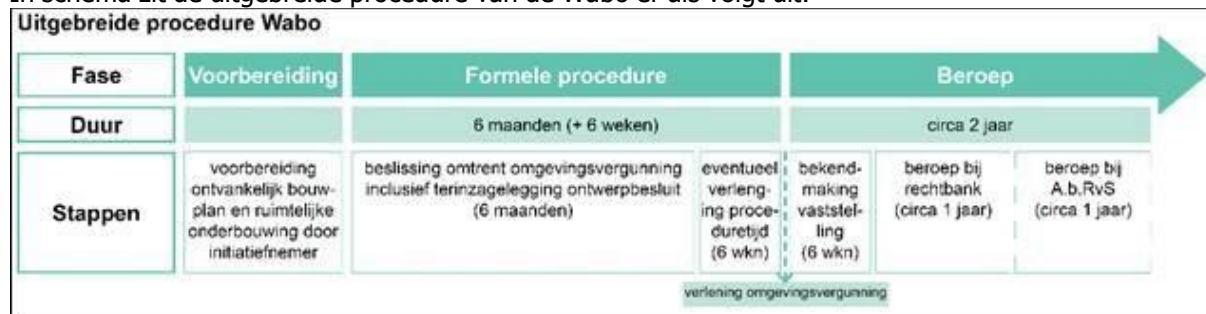 In schema zit de uitgebreide procedure van de Wabo er als volgt uit:
Uitgebreide procedure Wabo
Fase
Voorbereiding
Formele procedure
Beroep
Duur
6 maanden (+ 6 weken)
circa 2 jaar
Stappen
voorbereiding
ontvankelijk bouw-
plan en ruimtelijke
onderbouwing door
initiatiefnemer
beslissing omtrent omgevingsvergunning
inclusief terinzagelegging ontwerpbesluit
(6 maanden)
eventueel
verleng-
ing proce-
duretijd
(6 wkn)
bekend-
making
vaststel-
ling
(6 wkn)
beroep bij
rechtbank
(circa 1 jaar)
beroep bij
A.b.RvS
(circa 1 jaar)
verlening omgevingsvergunning